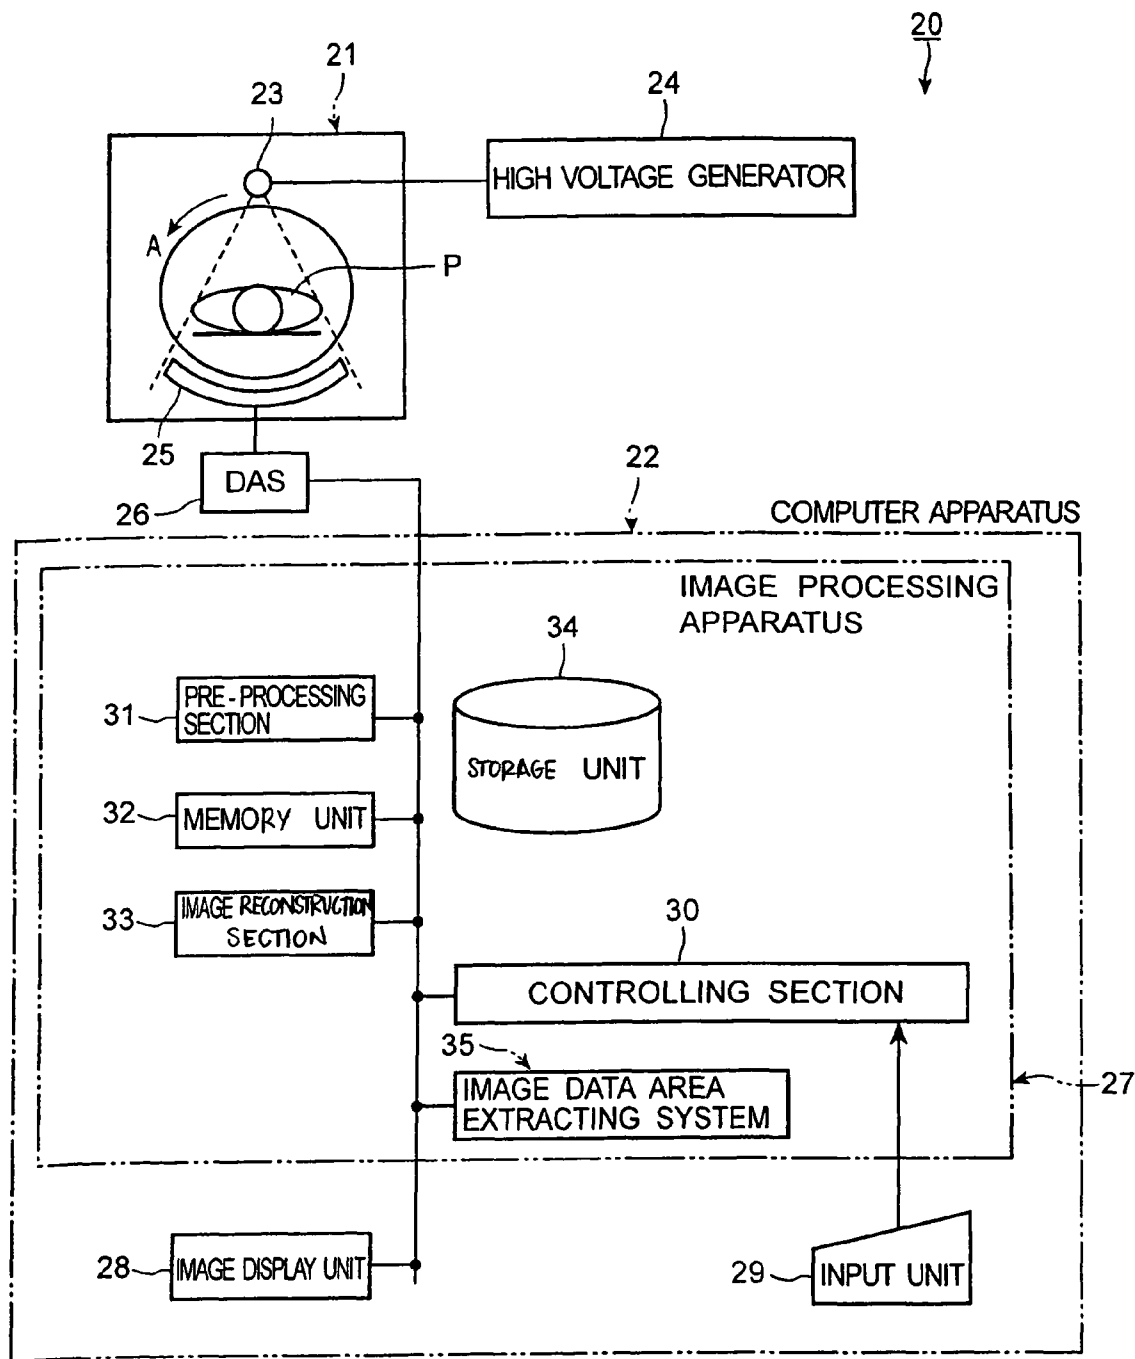 20
21
23
24
HIGH VOLTAGE GENERATOR
A
P
25
DAS
26
22
COMPUTER APPARATUS
IMAGE PROCESSING
APPARATUS
34
31
PRE-PROCESSING
SECTION
STORAGE UNIT
32
MEMORY UNIT
33
IMAGE RECONSTRUCTION
SECTION
30
CONTROLLING SECTION
35
IMAGE DATA AREA
EXTRACTING SYSTEM
27
28
IMAGE DISPLAY UNIT
29
INPUT UNIT